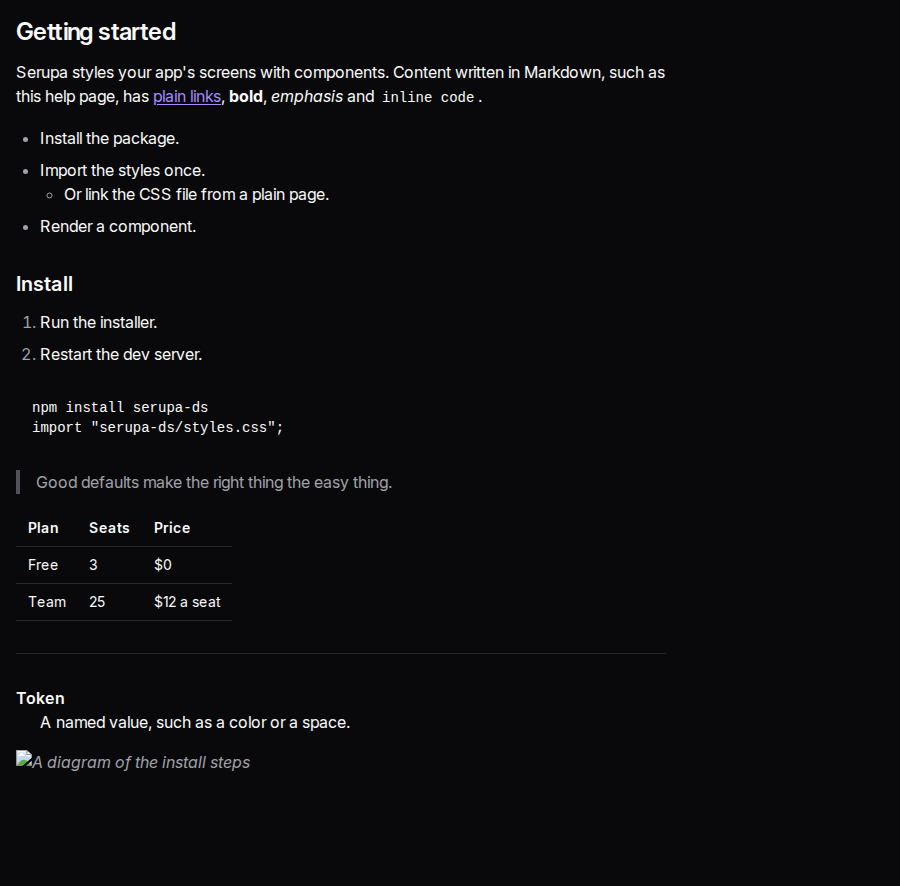 Getting started
Serupa styles your app's screens with components. Content written in Markdown, such as
this help page, has plain links, bold, emphasis and inline code.
Install the package.
Import the styles once.
Or link the CSS file from a plain page.
Render a component.
Install
1. Run the installer.
2. Restart the dev server.
npm install serupa-ds
import "serupa-ds/styles.css";
Good defaults make the right thing the easy thing.
Plan Seats Price
Free 3 $0
Team 25 $12 a seat
Token
A named value, such as a color or a space.
A diagram of the install steps